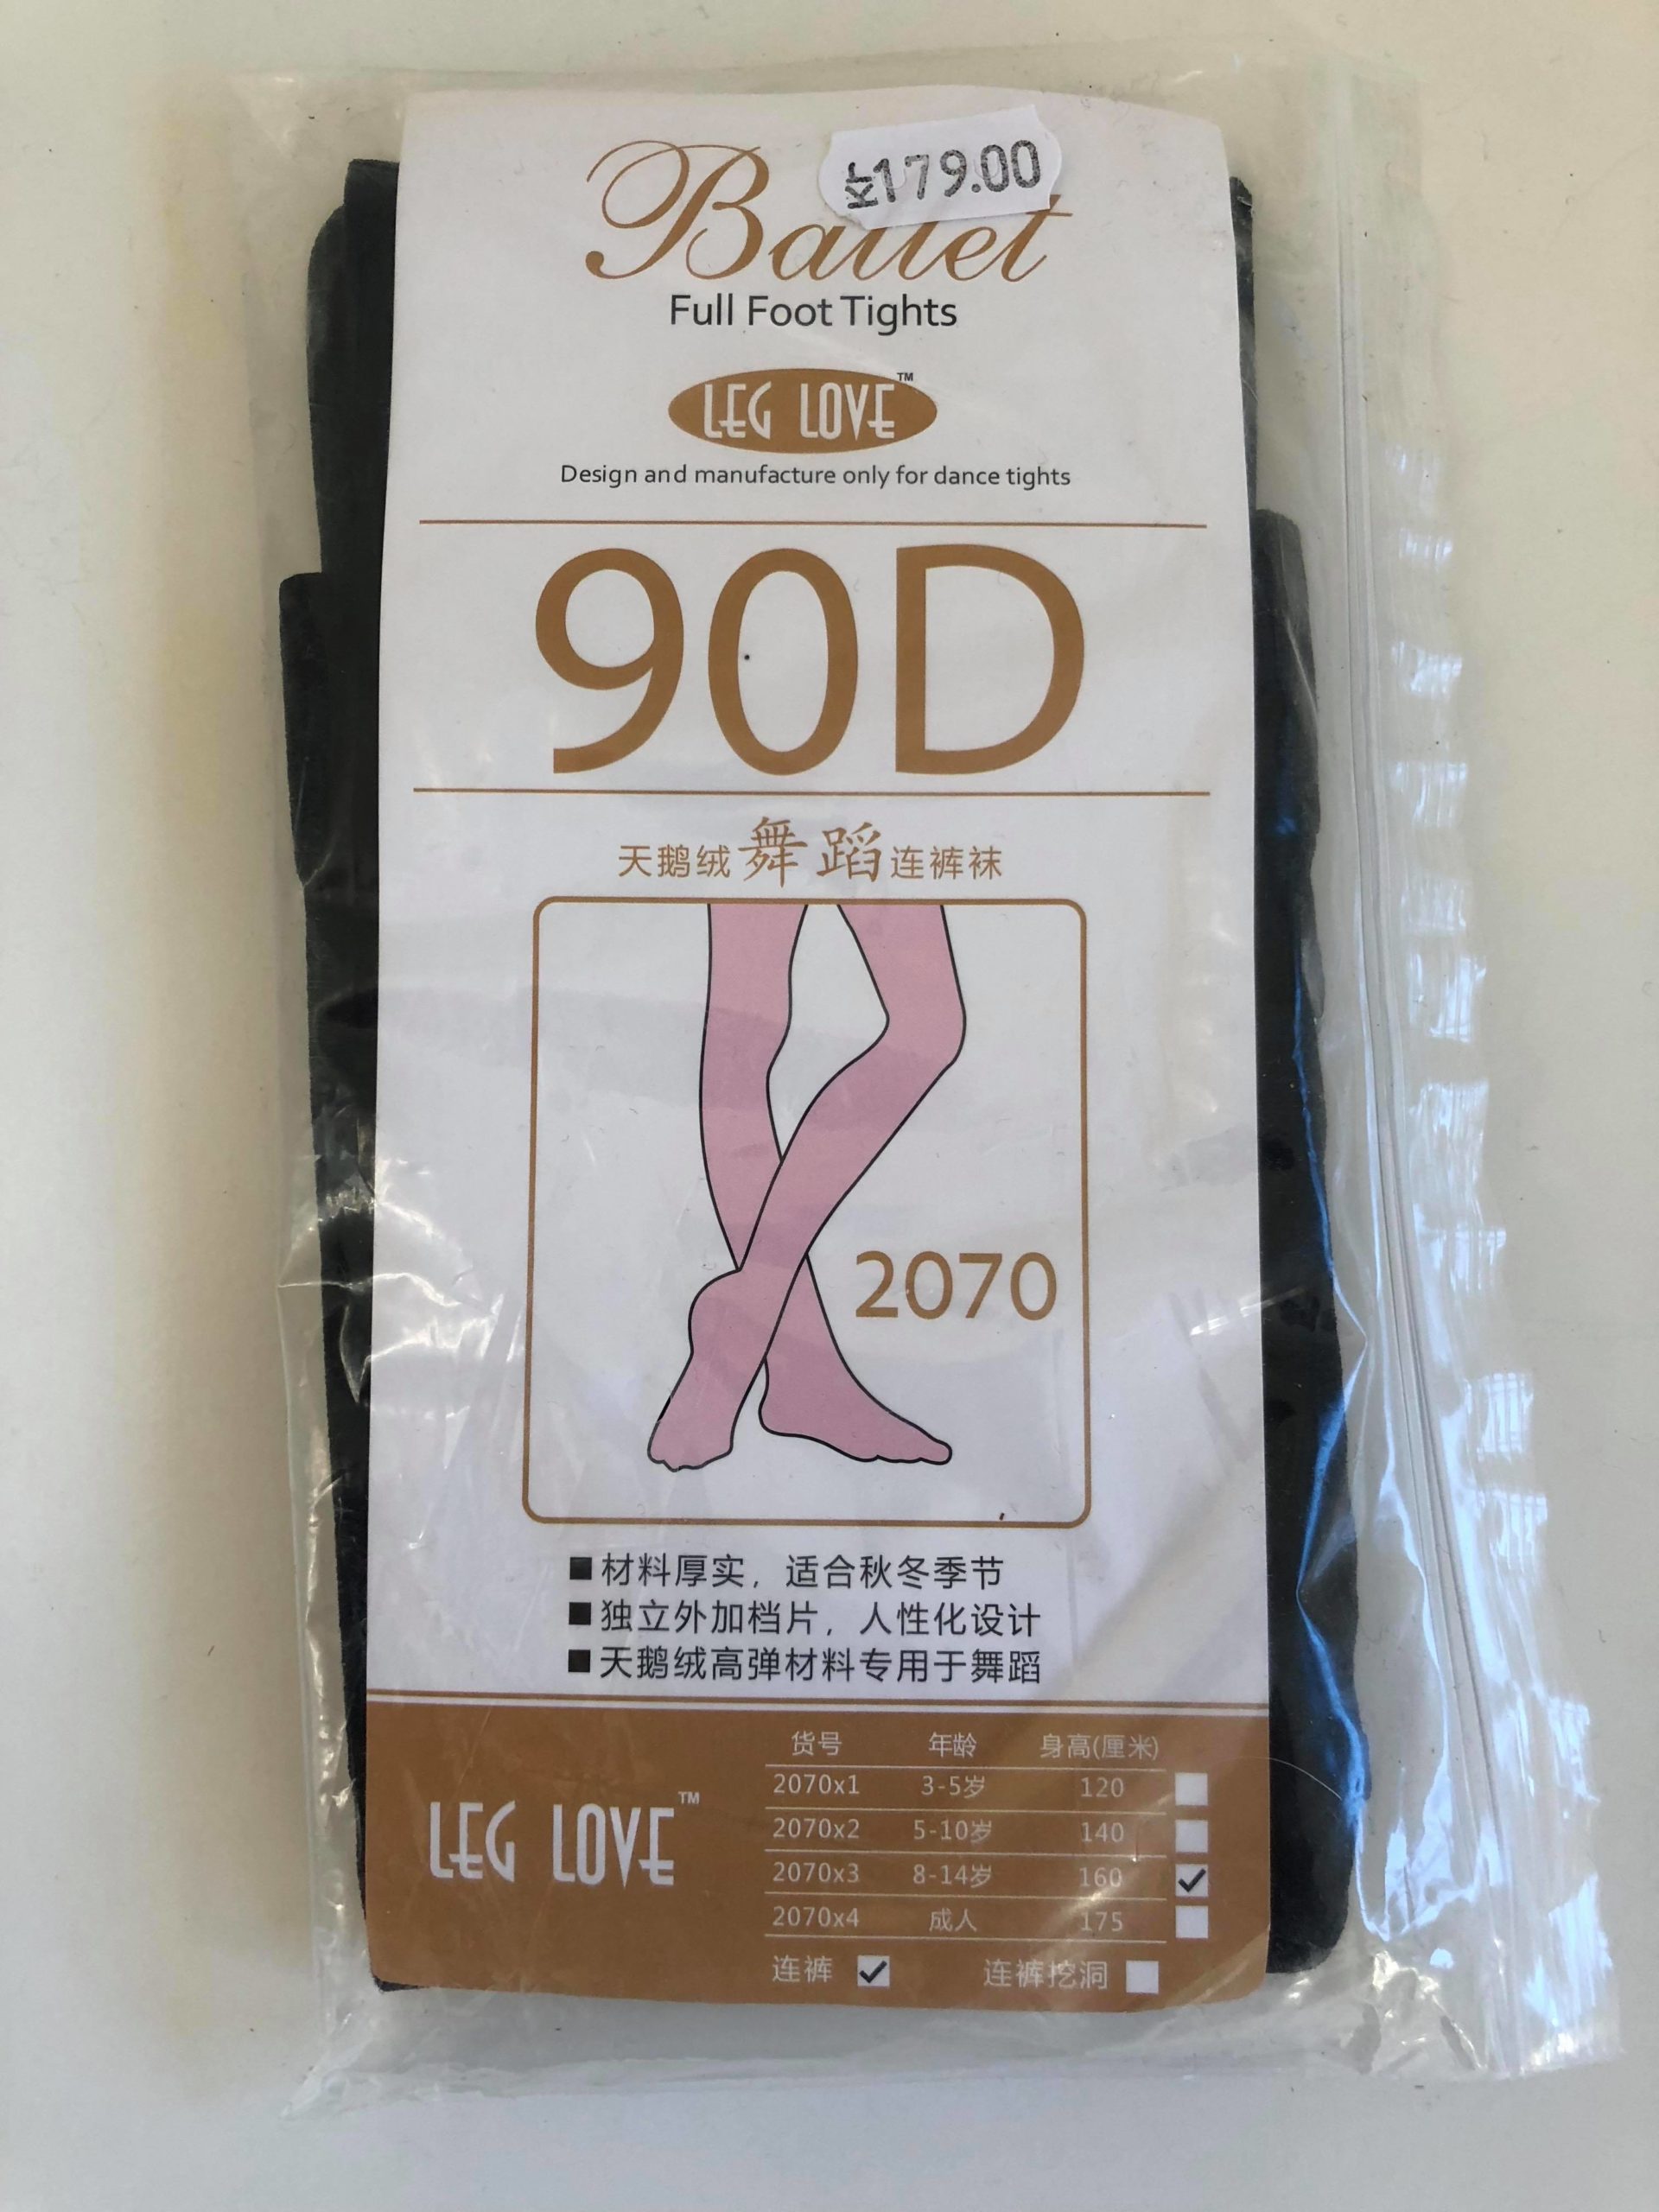 Kr179.00
Ballet
Full Foot Tights
LEG LOVE™
Design and manufacture only for dance tights
90D
天鹅绒舞蹈连裤袜
2070
■材料厚实，适合秋冬季节
■独立外加档片，人性化设计
■天鹅绒高弹材料专用于舞蹈
LEG LOVE™
货号 年龄 身高(厘米)
2070x1 3-5岁 120
2070x2 5-10岁 140
2070x3 8-14岁 160 ✓
2070x4 成人 175
连裤 ✓ 连裤挖洞